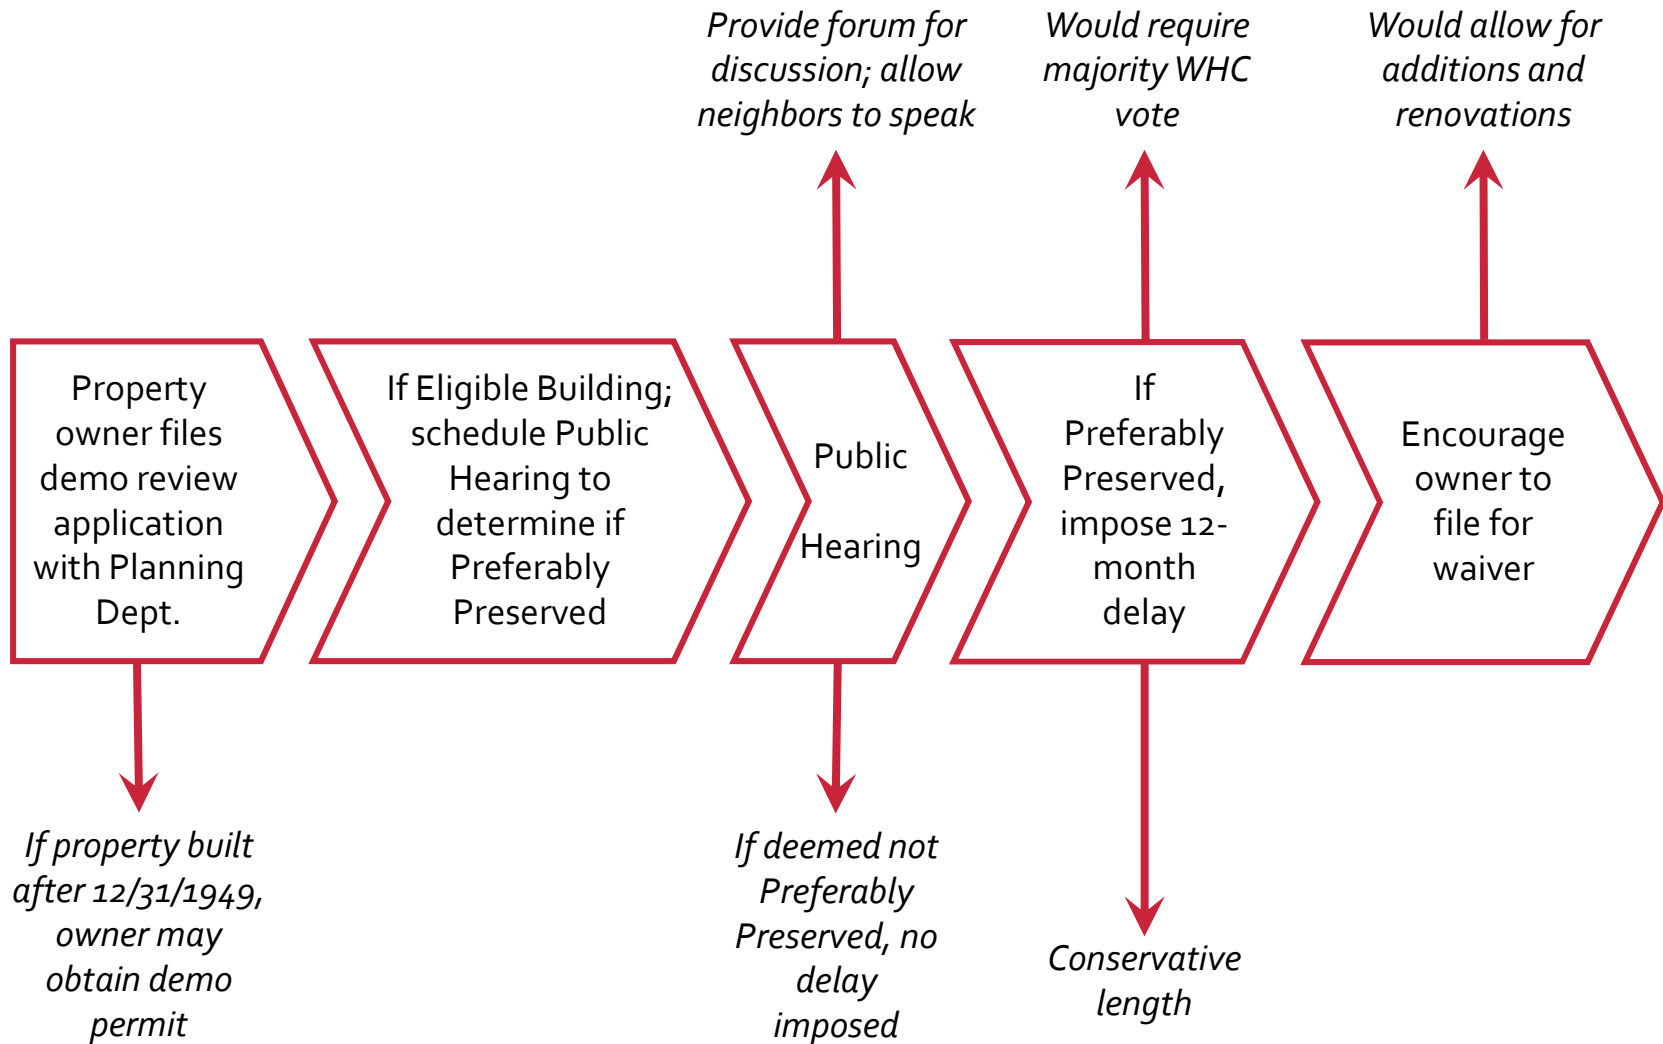 Provide forum for
discussion; allow
neighbors to speak
Would require
majority WHC
vote
Would allow for
additions and
renovations
Property
owner files
demo review
application
with Planning
Dept.
If Eligible Building;
schedule Public
Hearing to
determine if
Preferably
Preserved
Public
Hearing
If
Preferably
Preserved,
impose 12-
month
delay
Encourage
owner to
file for
waiver
If property built
after 12/31/1949,
owner may
obtain demo
permit
If deemed not
Preferably
Preserved, no
delay
imposed
Conservative
length